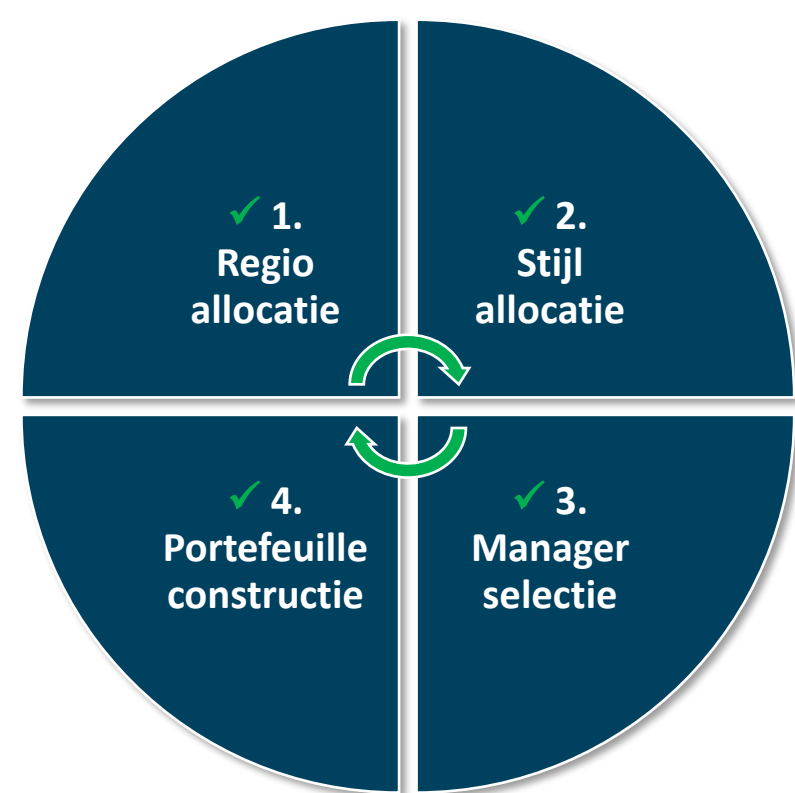 ✓ 1.
Regio
allocatie
✓ 2.
Stijl
allocatie
✓ 3.
Manager
selectie
✓ 4.
Portefeuille
constructie